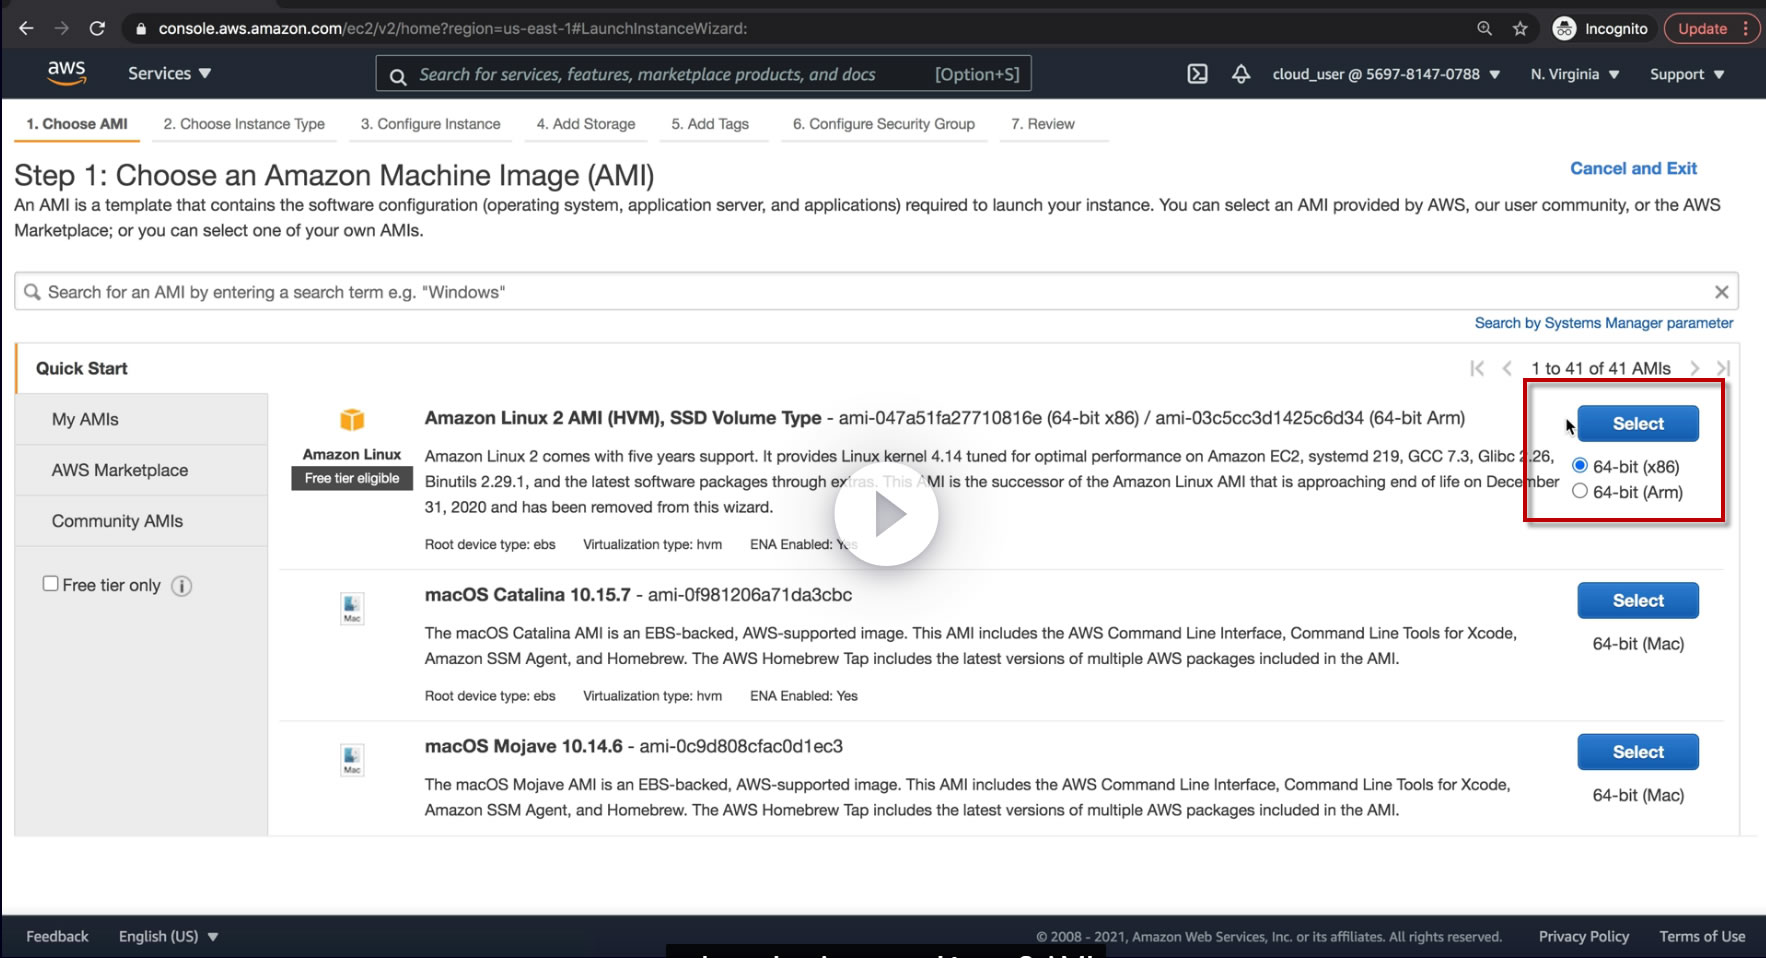 console.aws.amazon.com/ec2/v2/home?region=us-east-1#LaunchInstanceWizard:
Incognito
Update
aws
Services
Search for services, features, marketplace products, and docs
[Option+S]
cloud_user @ 5697-8147-0788
N. Virginia
Support
1. Choose AMI
2. Choose Instance Type
3. Configure Instance
4. Add Storage
5. Add Tags
6. Configure Security Group
7. Review
Step 1: Choose an Amazon Machine Image (AMI)
Cancel and Exit
An AMI is a template that contains the software configuration (operating system, application server, and applications) required to launch your instance. You can select an AMI provided by AWS, our user community, or the AWS
Marketplace; or you can select one of your own AMIs.
Search for an AMI by entering a search term e.g. "Windows"
Search by Systems Manager parameter
Quick Start
1 to 41 of 41 AMIs
My AMIs
AWS Marketplace
Community AMIs
Free tier only
Amazon Linux
Free tier eligible
Amazon Linux 2 AMI (HVM), SSD Volume Type - ami-047a51fa27710816e (64-bit x86) / ami-03c5cc3d1425c6d34 (64-bit Arm)
Amazon Linux 2 comes with five years support. It provides Linux kernel 4.14 tuned for optimal performance on Amazon EC2, systemd 219, GCC 7.3, Glibc 2.26,
Binutils 2.29.1, and the latest software packages through extras. This AMI is the successor of the Amazon Linux AMI that is approaching end of life on December
31, 2020 and has been removed from this wizard.
Root device type: ebs
Virtualization type: hvm
ENA Enabled: Yes
Select
64-bit (x86)
64-bit (Arm)
Mac
macOS Catalina 10.15.7 - ami-0f981206a71da3cbc
The macOS Catalina AMI is an EBS-backed, AWS-supported image. This AMI includes the AWS Command Line Interface, Command Line Tools for Xcode,
Amazon SSM Agent, and Homebrew. The AWS Homebrew Tap includes the latest versions of multiple AWS packages included in the AMI.
Root device type: ebs
Virtualization type: hvm
ENA Enabled: Yes
Select
64-bit (Mac)
Mac
macOS Mojave 10.14.6 - ami-0c9d808cfac0d1ec3
The macOS Mojave AMI is an EBS-backed, AWS-supported image. This AMI includes the AWS Command Line Interface, Command Line Tools for Xcode,
Amazon SSM Agent, and Homebrew. The AWS Homebrew Tap includes the latest versions of multiple AWS packages included in the AMI.
Select
64-bit (Mac)
Feedback
English (US)
© 2008 - 2021, Amazon Web Services, Inc. or its affiliates. All rights reserved.
Privacy Policy
Terms of Use